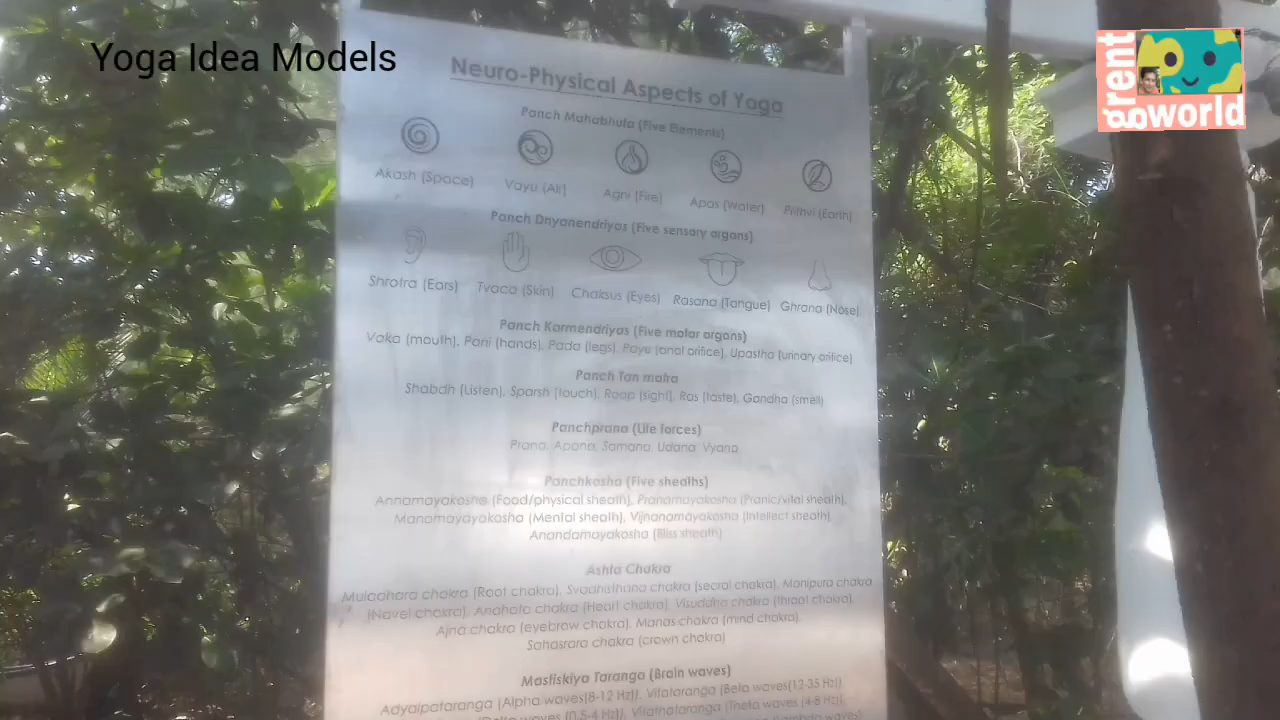 Yoga Idea Models
grent world
Neuro-Physical Aspects of Yoga
Panch Mahabhuta (Five Elements)
Akash (Space) Vayu (Air) Agni (Fire) Apas (Water) Prithvi (Earth)
Panch Dnyanendriyas (Five sensory organs)
Shrotra (Ears) Tvaca (Skin) Chaksus (Eyes) Rasana (Tongue) Ghrana (Nose)
Panch Karmendriyas (Five motor organs)
Vaka (mouth), Pani (hands), Pada (legs), Payu (anal orifice), Upastha (urinary orifice)
Panch Tan matra
Shabdh (Listen), Sparsh (touch), Roop (sight), Ras (taste), Gandha (smell)
Panchprana (Life forces)
Prana, Apana, Samana, Udana, Vyana
Panchkosha (Five sheaths)
Annamayakosha (Food/physical sheath), Pranamayakosha (Pranic/vital sheath),
Manomayayakosha (Mental sheath), Vijnanamayakosha (Intellect sheath),
Anandamayakosha (Bliss sheath)
Ashta Chakra
Muladhara chakra (Root chakra), Svadhisthana chakra (secral chakra), Manipura chakra
(Navel chakra), Anahata chakra (Heart chakra), Visuddha chakra (throat chakra),
Ajna chakra (eyebrow chakra), Manas chakra (mind chakra),
Sahasrara chakra (crown chakra)
Mastiskiya Taranga (Brain waves)
Adyalpataranga (Alpha waves(8-12 Hz)), Vitataranga (Beta waves(12-35 Hz))
(Delta waves (0.5-4 Hz)), Vitathataranga (Theta waves (4-8 Hz)),